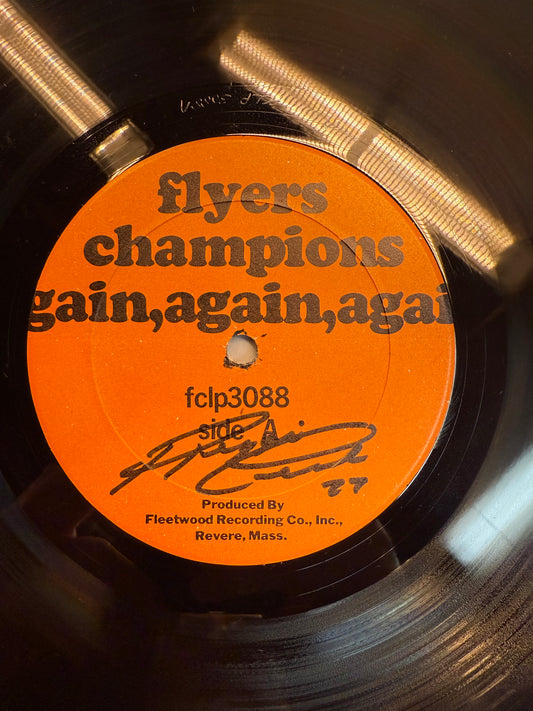 flyers
champions
gain,again,agai
fclp3088
side A
27
Produced By
Fleetwood Recording Co., Inc.,
Revere, Mass.